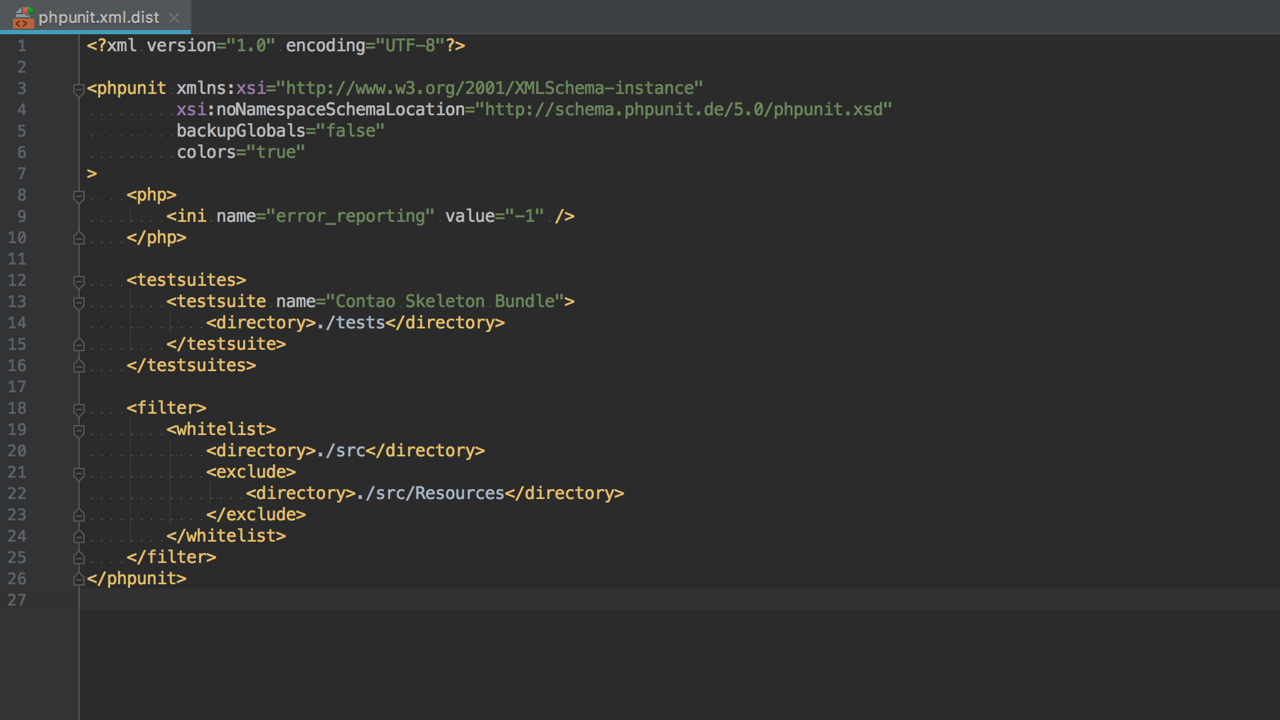 phpunit.xml.dist
1 <?xml version="1.0" encoding="UTF-8"?>
2
3 <phpunit xmlns:xsi="http://www.w3.org/2001/XMLSchema-instance"
4          xsi:noNamespaceSchemaLocation="http://schema.phpunit.de/5.0/phpunit.xsd"
5          backupGlobals="false"
6          colors="true"
7 >
8     <php>
9         <ini name="error_reporting" value="-1" />
10     </php>
11
12     <testsuites>
13         <testsuite name="Contao Skeleton Bundle">
14             <directory>./tests</directory>
15         </testsuite>
16     </testsuites>
17
18     <filter>
19         <whitelist>
20             <directory>./src</directory>
21             <exclude>
22                 <directory>./src/Resources</directory>
23             </exclude>
24         </whitelist>
25     </filter>
26 </phpunit>
27